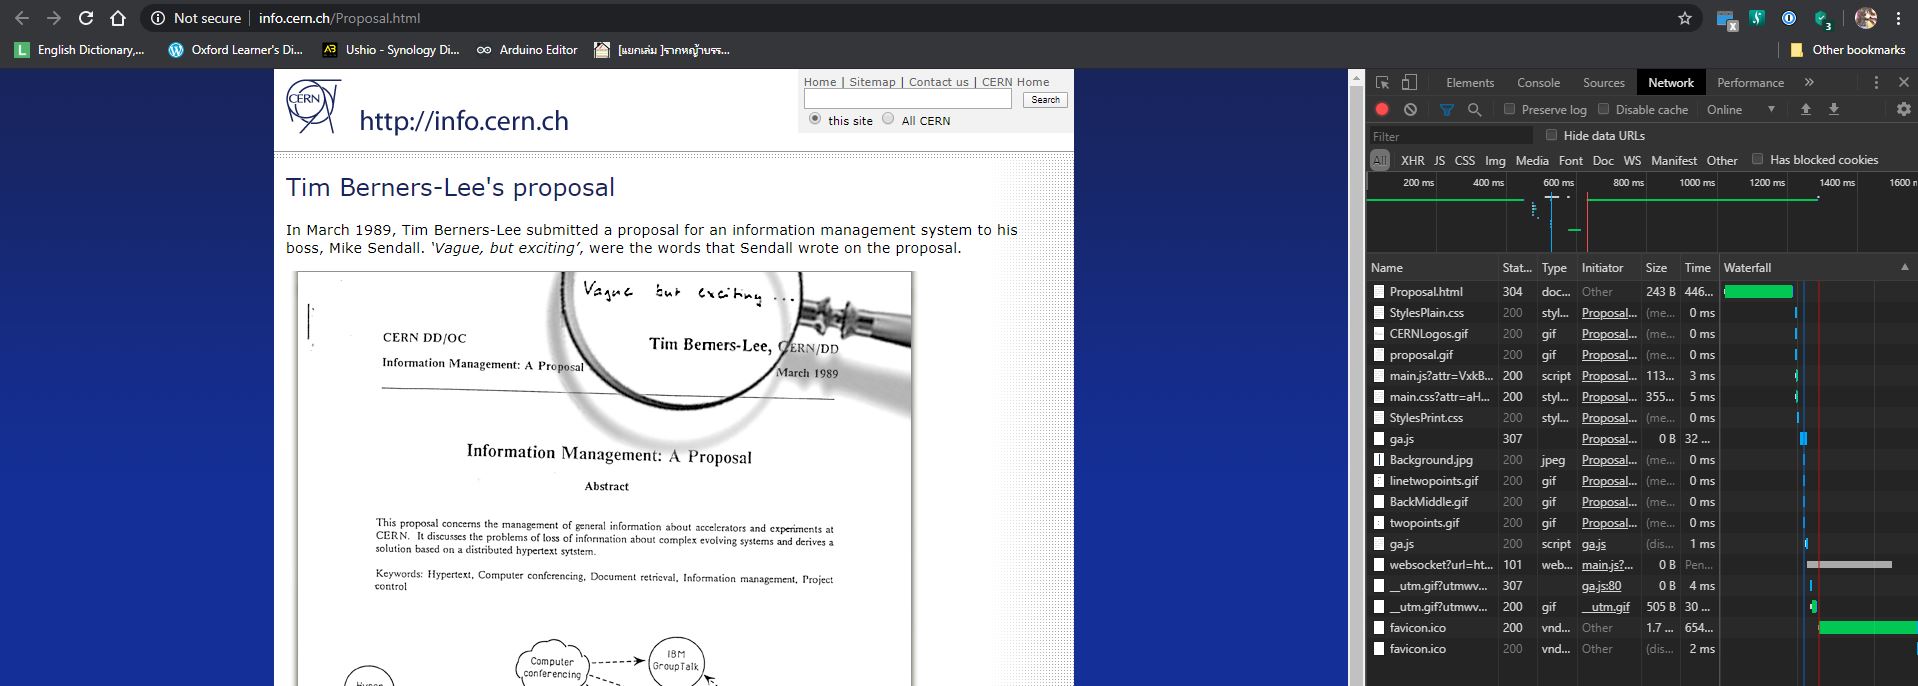 Not secure | info.cern.ch/Proposal.html
3
English Dictionary,... Oxford Learner's Di... Ushio - Synology Di... Arduino Editor [แยกเล่ม ]รากหญ้าบรร... Other bookmarks
CERN
http://info.cern.ch
Home | Sitemap | Contact us | CERN Home
Search
this site All CERN
Tim Berners-Lee's proposal
In March 1989, Tim Berners-Lee submitted a proposal for an information management system to his
boss, Mike Sendall. ‘Vague, but exciting’, were the words that Sendall wrote on the proposal.
Vague but exciting ...
CERN DD/OC
Tim Berners-Lee, CERN/DD
Information Management: A Proposal
March 1989
Information Management: A Proposal
Abstract
This proposal concerns the management of general information about accelerators and experiments at
CERN. It discusses the problems of loss of information about complex evolving systems and derives a
solution based on a distributed hypertext sytstem.
Keywords: Hypertext, Computer conferencing, Document retrieval, Information management, Project
control
Computer
conferencing
IBM
GroupTalk
Hyper
Elements Console Sources Network Performance »
Preserve log Disable cache Online
Filter Hide data URLs
All XHR JS CSS Img Media Font Doc WS Manifest Other Has blocked cookies
200 ms 400 ms 600 ms 800 ms 1000 ms 1200 ms 1400 ms 1600 m
Name Stat... Type Initiator Size Time Waterfall
Proposal.html 304 doc... Other 243 B 446...
StylesPlain.css 200 styl... Proposal... (me... 0 ms
CERNLogos.gif 200 gif Proposal... (me... 0 ms
proposal.gif 200 gif Proposal... (me... 0 ms
main.js?attr=VxkB... 200 script Proposal... 113... 3 ms
main.css?attr=aH... 200 styl... Proposal... 355... 5 ms
StylesPrint.css 200 styl... Proposal... (me... 0 ms
ga.js 307 Proposal... 0 B 32 ...
Background.jpg 200 jpeg Proposal... (me... 0 ms
linetwopoints.gif 200 gif Proposal... (me... 0 ms
BackMiddle.gif 200 gif Proposal... (me... 0 ms
twopoints.gif 200 gif Proposal... (me... 0 ms
ga.js 200 script ga.js (dis... 1 ms
websocket?url=ht... 101 web... main.js?... 0 B Pen...
__utm.gif?utmwv... 307 ga.js:80 0 B 4 ms
__utm.gif?utmwv... 200 gif __utm.gif 505 B 30 ...
favicon.ico 200 vnd... Other 1.7 ... 654...
favicon.ico 200 vnd... Other (dis... 2 ms